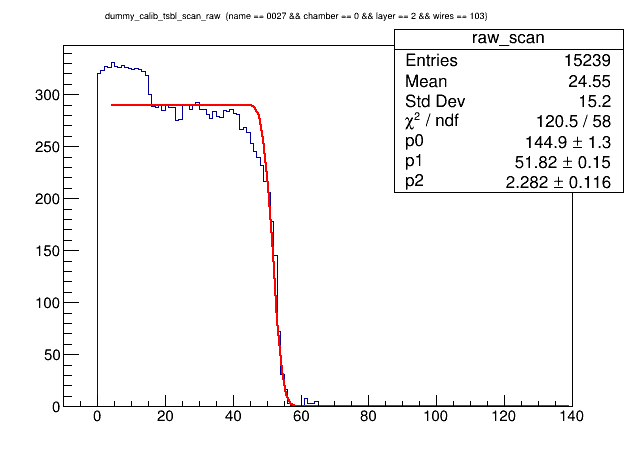 dummy_calib_tsbl_scan_raw (name == 0027 && chamber == 0 && layer == 2 && wires == 103)
raw_scan
Entries 15239
Mean 24.55
Std Dev 15.2
χ² / ndf 120.5 / 58
p0 144.9 ± 1.3
p1 51.82 ± 0.15
p2 2.282 ± 0.116
300
250
200
150
100
50
0
0 20 40 60 80 100 120 140